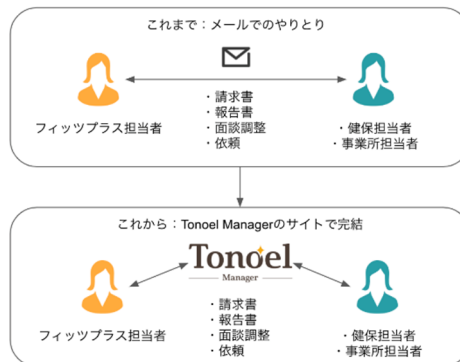 これまで：メールでのやりとり
・請求書
・報告書
・面談調整
・依頼
フィッツプラス担当者
・健保担当者
・事業所担当者
これから：Tonoel Managerのサイトで完結
Tonoel
Manager
・請求書
・報告書
・面談調整
・依頼
フィッツプラス担当者
・健保担当者
・事業所担当者